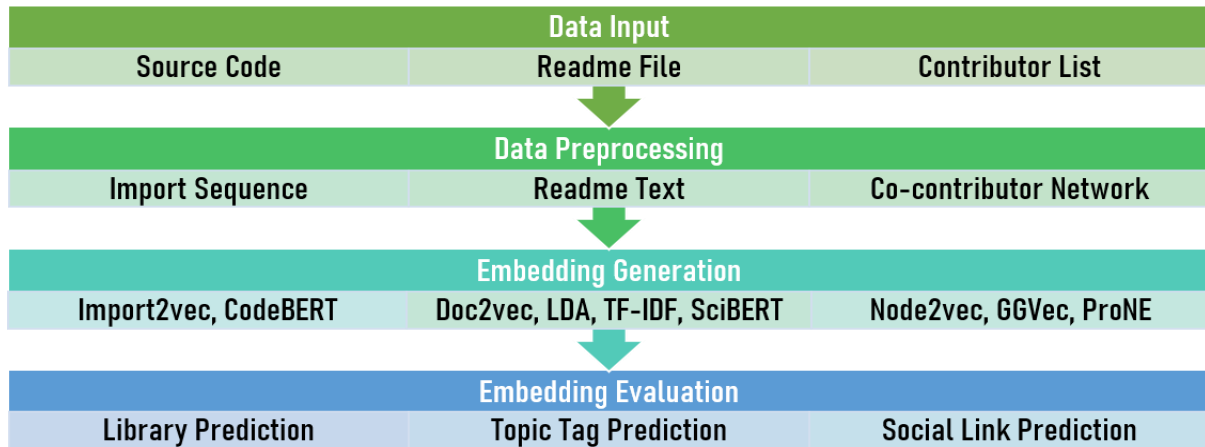 Data Input
Source Code Readme File Contributor List
Data Preprocessing
Import Sequence Readme Text Co-contributor Network
Embedding Generation
Import2vec, CodeBERT Doc2vec, LDA, TF-IDF, SciBERT Node2vec, GGVec, ProNE
Embedding Evaluation
Library Prediction Topic Tag Prediction Social Link Prediction